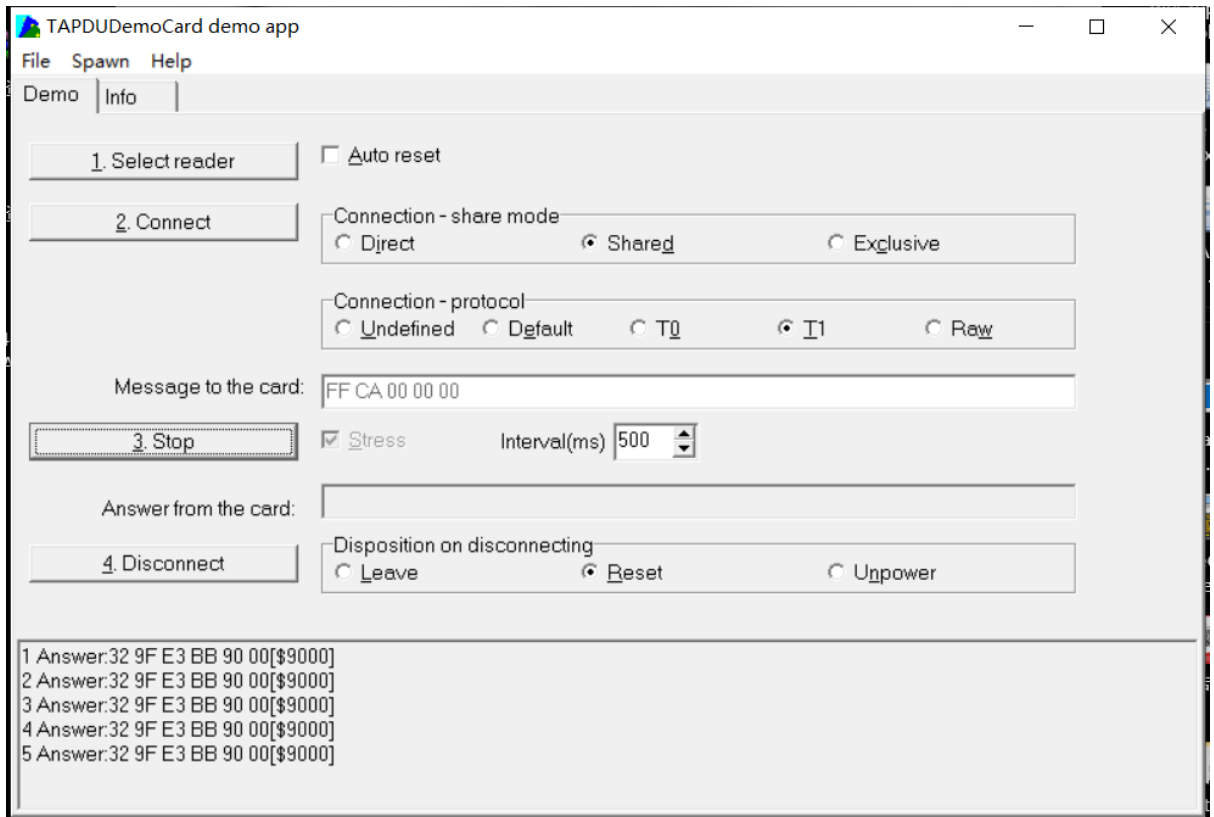 TAPDUDemoCard demo app
File Spawn Help
Demo Info
1. Select reader Auto reset
2. Connect
Connection - share mode
Direct Shared Exclusive
Connection - protocol
Undefined Default T0 T1 Raw
Message to the card: FF CA 00 00 00
3. Stop Stress Interval(ms) 500
Answer from the card:
4. Disconnect
Disposition on disconnecting
Leave Reset Unpower
1 Answer:32 9F E3 BB 90 00[$9000]
2 Answer:32 9F E3 BB 90 00[$9000]
3 Answer:32 9F E3 BB 90 00[$9000]
4 Answer:32 9F E3 BB 90 00[$9000]
5 Answer:32 9F E3 BB 90 00[$9000]